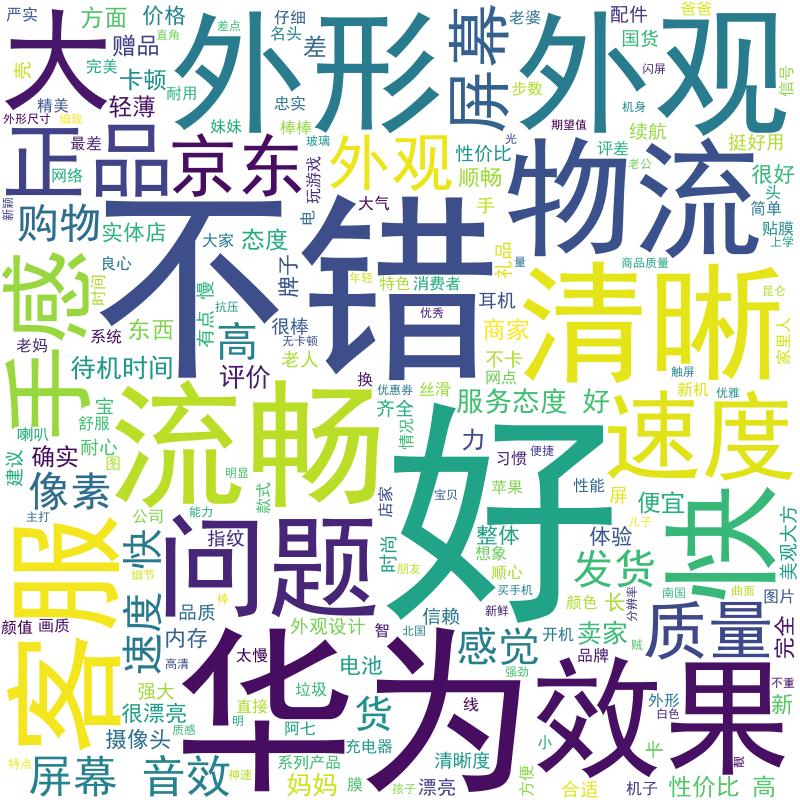 严实
方面
价格
仔细
名头
直角
差点
老婆
配件
爸爸
大
外形
屏幕
外观
国货
闪屏
信号
壳
赠品
完美
卡顿
差
步数
机身
精美
轻薄
耐用
忠实
外形尺寸
细致
妹妹
棒棒
玻璃
光
期望值
续航
评差
挺好用
最差
正品
京东
玩游戏
外观
性价比
顺畅
老公
很好
网络
物流
头
简单
贴膜
上学
新颖
购物
实体店
不错
大家
态度
电
大气
手
礼品
良心
牌子
年轻
特色
消费者
量
商品质量
手感
时间
有点
慢
抗压
优秀
耳机
清晰
昆仑
家里人
老妈
系统
东西
高
很棒
无卡顿
老人
商家
不卡
网点
触屏
待机时间
评价
换
优惠券
丝滑
新机
优雅
宝
舒服
流畅
齐全
服务态度
好
速度
喇叭
建议
确实
耐心
图
情况
力
习惯
便捷
好
像素
明显
款式
店家
宝贝
苹果
性能
屏
便宜
快
主打
公司
能力
客服
快
指纹
问题
时尚
朋友
整体
想象
顺心
体验
发货
儿子
美观大方
细节
棒
买手机
颜色
长
分辨率
南国
曲面
图片
速度
品质
颜值
画质
内存
外观设计
智
北国
信赖
新鲜
开机
卖家
贼
质量
完全
高清
太慢
华为
感觉
品牌
效果
不重
强大
直接
垃圾
电池
强劲
很漂亮
明
货
线
外形
白色
新
摄像头
质感
阿七
充电器
清晰度
小
卡
靓
特点
神速
系列产品
屏幕
音效
妈妈
膜
孩子
漂亮
方便
合适
机子
性价比
高